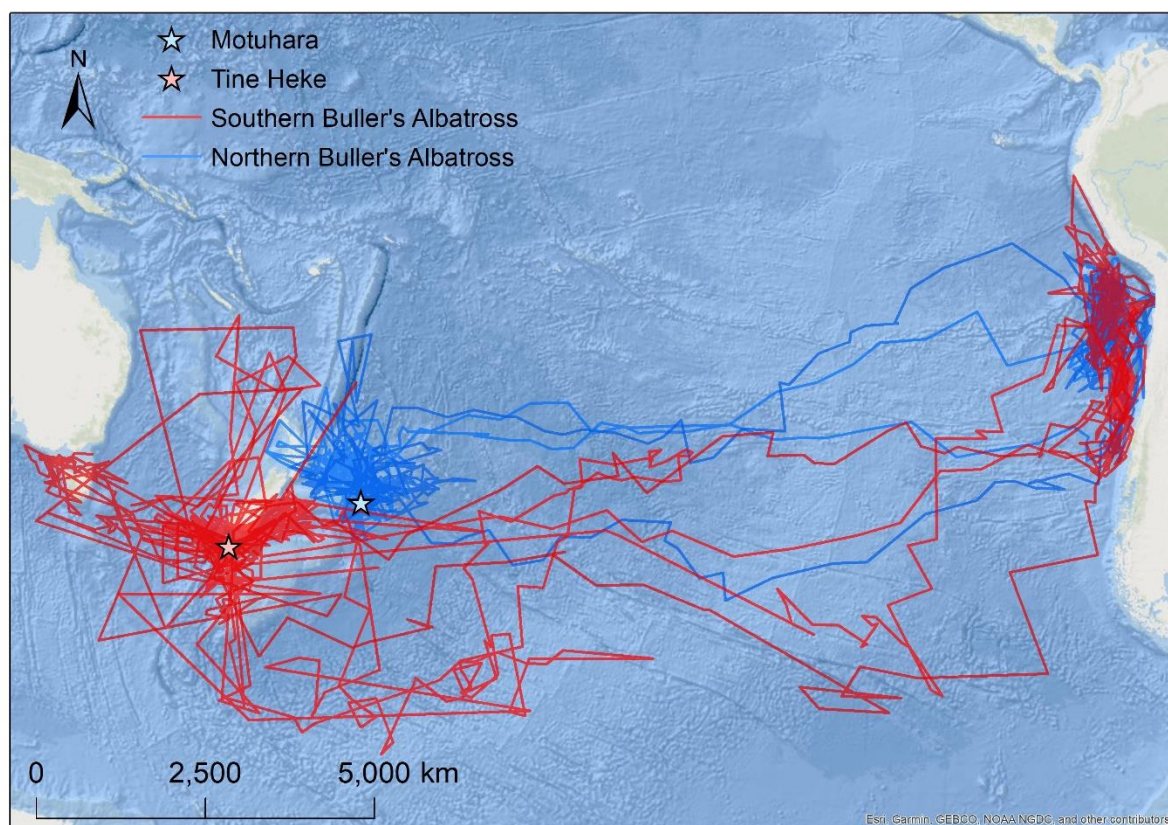 Motuhara
N
Tine Heke
Southern Buller's Albatross
Northern Buller's Albatross
0 2,500 5,000 km
Esri, Garmin, GEBCO, NOAA NGDC, and other contributors